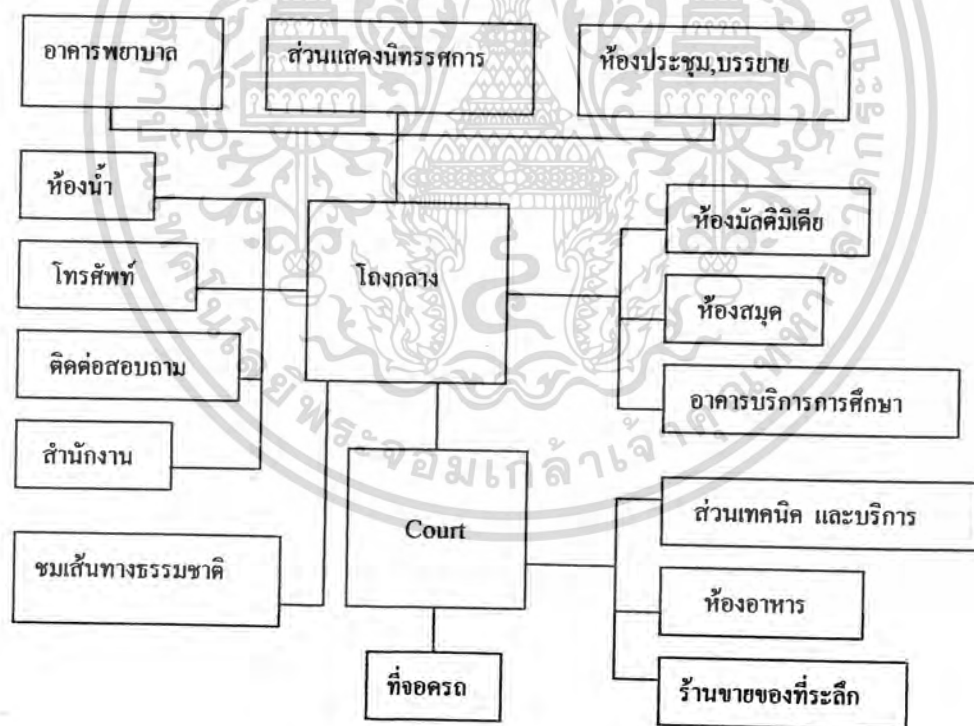 อาคารพยาบาล
ส่วนแสดงนิทรรศการ
ห้องประชุม,บรรยาย
ห้องน้ำ
โทรศัพท์
ติดต่อสอบถาม
สำนักงาน
ชมเส้นทางธรรมชาติ
โถงกลาง
Court
ที่จอดรถ
ห้องมัลติมิเดีย
ห้องสมุด
อาคารบริการการศึกษา
ส่วนเทคนิค และบริการ
ห้องอาหาร
ร้านขายของที่ระลึก